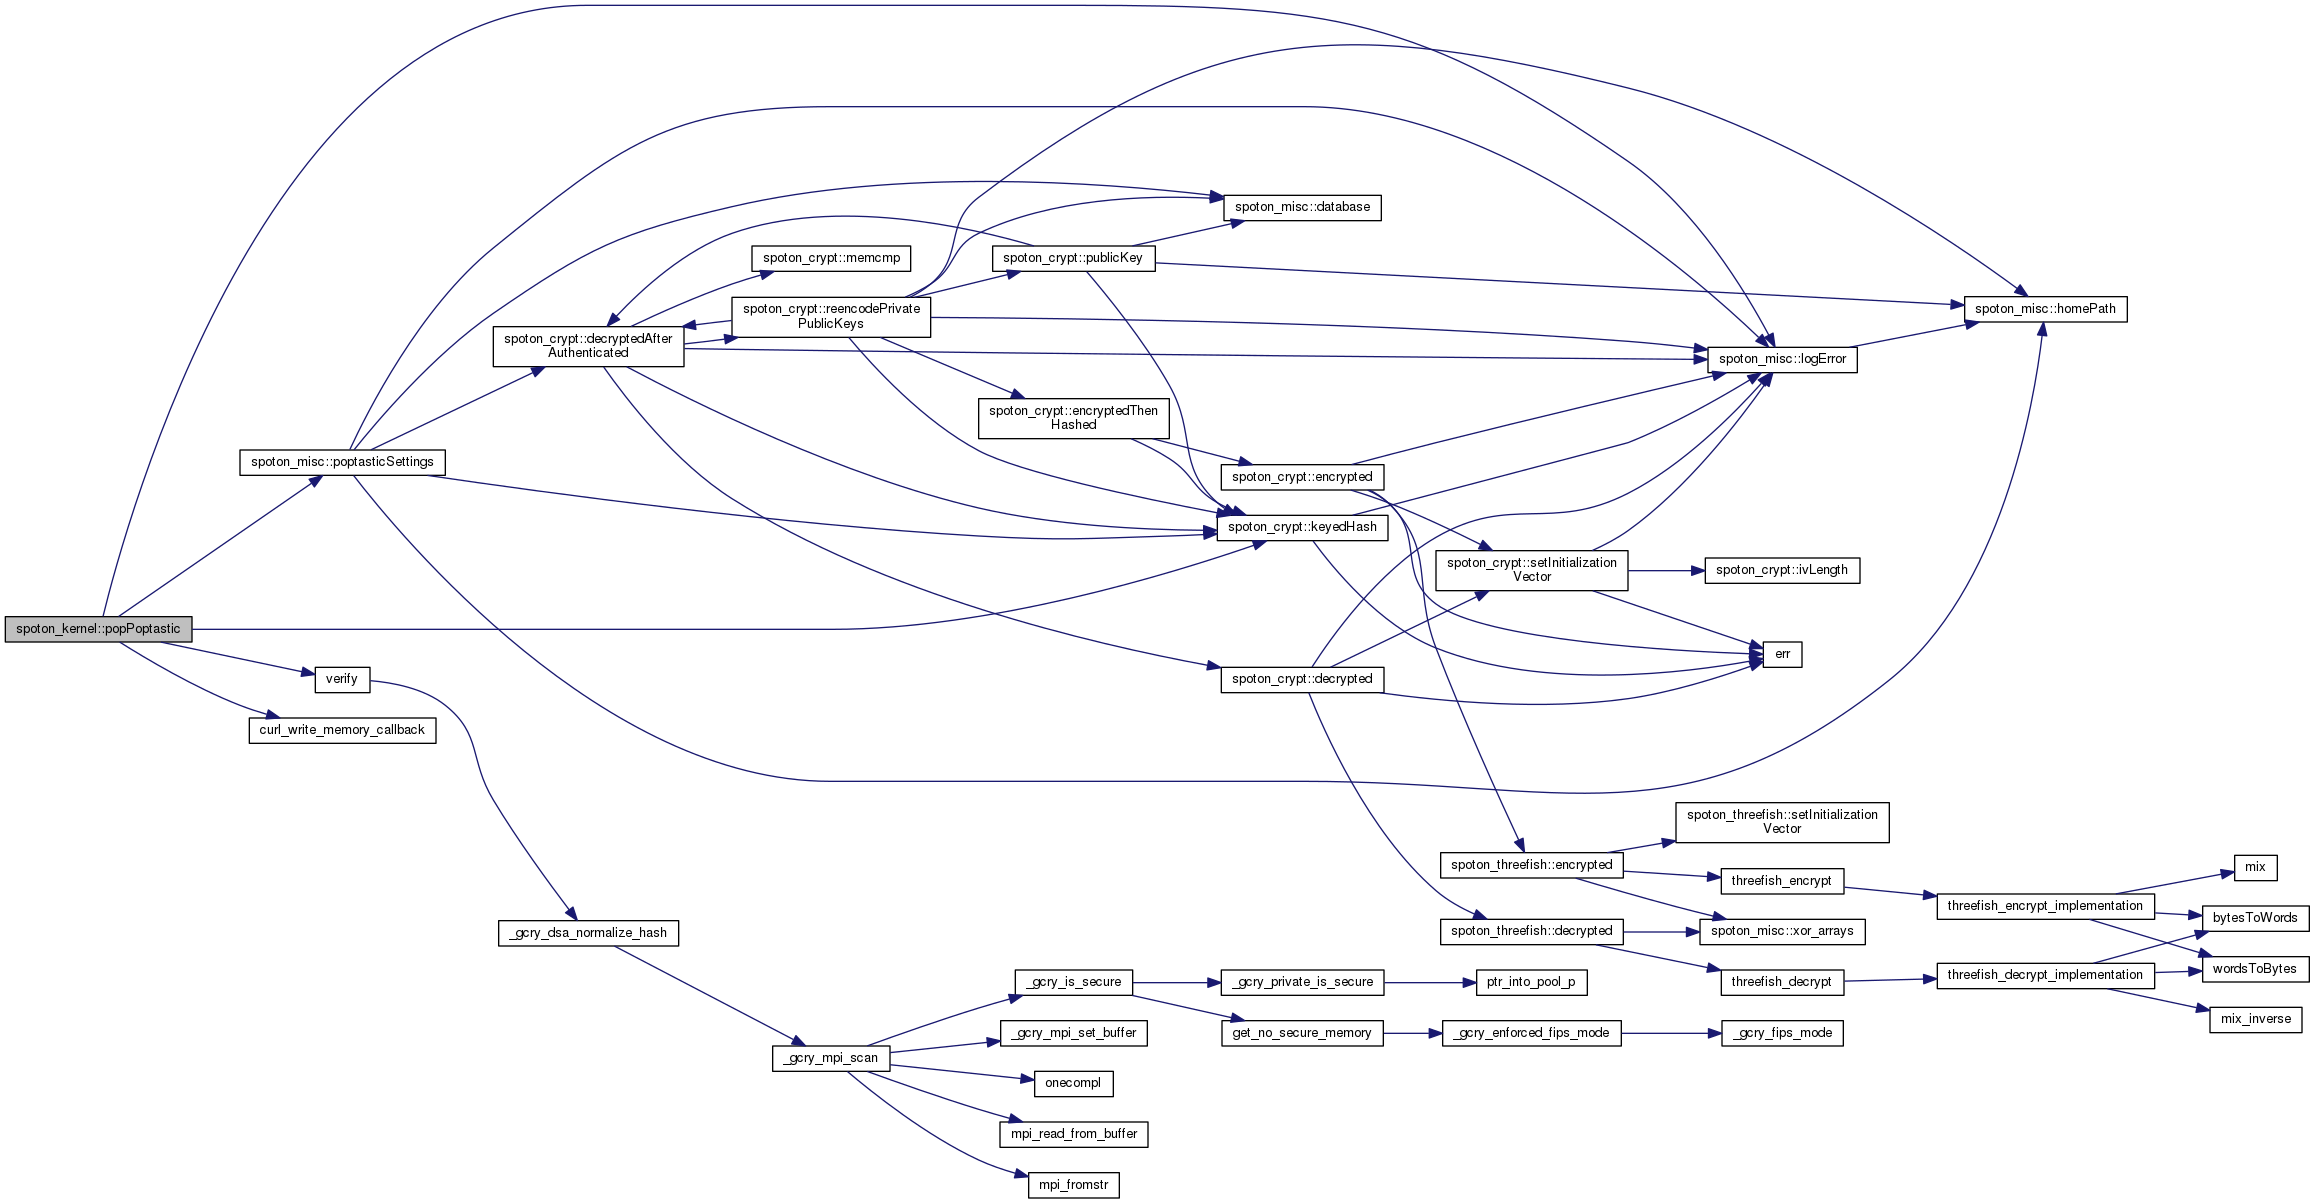 spoton_misc::database
spoton_crypt::memcmp
spoton_crypt::publicKey
spoton_crypt::reencodePrivate
PublicKeys
spoton_misc::homePath
spoton_crypt::decryptedAfter
Authenticated
spoton_misc::logError
spoton_crypt::encryptedThen
Hashed
spoton_misc::poptasticSettings
spoton_crypt::encrypted
spoton_crypt::keyedHash
spoton_crypt::setInitialization
Vector
spoton_crypt::ivLength
spoton_kernel::popPoptastic
err
verify
spoton_crypt::decrypted
curl_write_memory_callback
spoton_threefish::setInitialization
Vector
spoton_threefish::encrypted
mix
threefish_encrypt
threefish_encrypt_implementation
bytesToWords
_gcry_dsa_normalize_hash
spoton_threefish::decrypted
spoton_misc::xor_arrays
wordsToBytes
threefish_decrypt_implementation
_gcry_is_secure
_gcry_private_is_secure
ptr_into_pool_p
threefish_decrypt
mix_inverse
_gcry_mpi_set_buffer
get_no_secure_memory
_gcry_enforced_fips_mode
_gcry_fips_mode
_gcry_mpi_scan
onecompl
mpi_read_from_buffer
mpi_fromstr